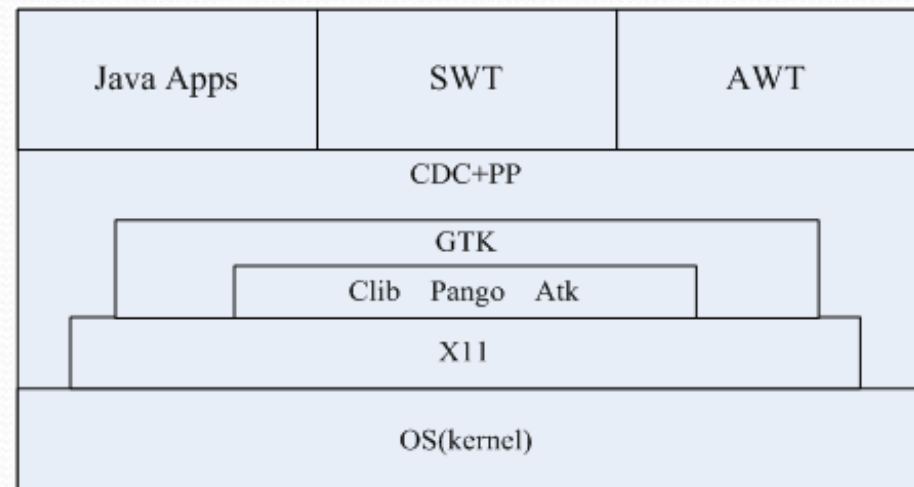 Java Apps SWT AWT
CDC+PP
GTK
Clib Pango Atk
X11
OS(kernel)